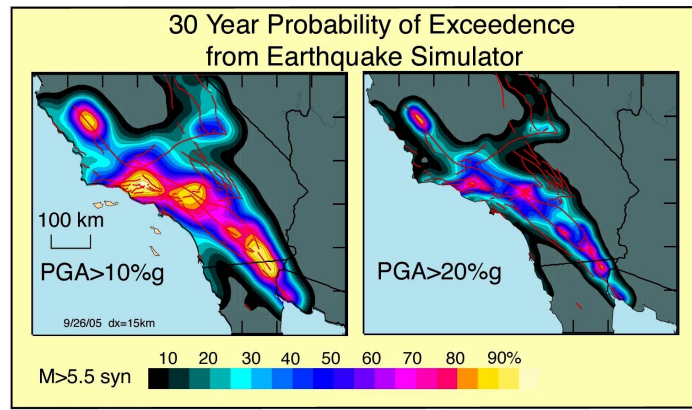 30 Year Probability of Exceedence
from Earthquake Simulator
100 km
PGA>10%g
9/26/05 dx=15km
PGA>20%g
10 20 30 40 50 60 70 80 90%
M>5.5 syn